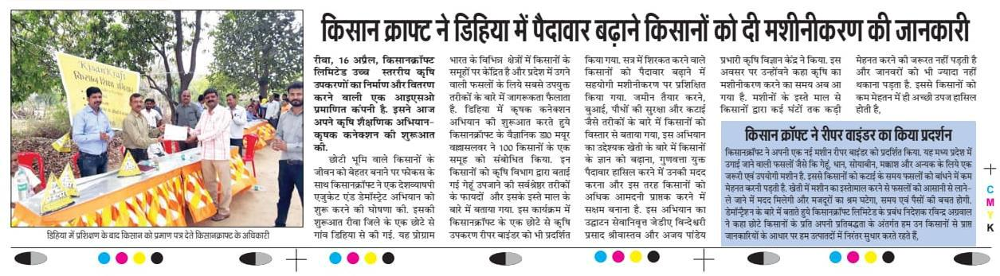 किसान क्राफ्ट ने डिहिया में पैदावार बढ़ाने किसानों को दी मशीनीकरण की जानकारी
KisanKraft
किसान शिक्षा अभियान
डिहिया में प्रशिक्षण के बाद किसान को प्रमाण पत्र देते किसानक्राफ्ट के अधिकारी
रीवा, 16 अप्रैल, किसानक्रॉफ्ट
लिमिटेड उच्च स्तररीय कृषि
उपकरणों का निर्माण और वितरण
करने वाली एक आइएसओ
प्रमाणित कंपनी है. इसने आज
अपने कृषि शैक्षणिक अभियान-
कृषक कनेक्शन की शुरूआत
की.
छोटी भूमि वाले किसानों के
जीवन को बेहतर बनाने पर फोकस के
साथ किसानक्रॉफ्ट ने एक देशव्याषपी
एजुकेट एंड डेमॉस्ट्रेट अभियान को
शुरू करने की घोषणा की. इसकी
शुरूआत रीवा जिले के एक छोटे से
गांव डिहिया से की गई. यह प्रोग्राम
भारत के विभिन्न क्षेत्रों में किसानों के
समूहों पर केंद्रित है और प्रदेश में उगने
वाली फसलों के लिये सबसे उपयुक्त
तरीकों के बारे में जागरूकता फैलाता
है. डिहिया में कृषक कनेक्शन
अभियान की शुरूआत करते हुये
किसानक्रॉफ्ट के वैज्ञानिक डा0 मयूर
वाह्मासलवर ने 100 किसानों के एक
समूह को संबोधित किया. इन
किसानों को कृषि विभाग द्वारा बताई
गई गेहूं उपजाने की सर्वश्रेष्ठर तरीकों
के फायदों और इसके इस्ते माल के
बारे में बताया गया. इस कार्यक्रम में
किसानक्रॉफ्ट के एक छोटे से कृषि
उपकरण रीपर बाईंडर को भी प्रदर्शित
किया गया. सत्र में शिरकत करने वाले
किसानों को पैदावार बढ़ाने में
सहयोगी मशीनीकरण पर प्रशिक्षित
किया गया. जमीन तैयार करने,
बुआई, पौधों की सुरक्षा और कटाई
जैसे तरीकों के बारे में किसानों को
विस्तार से बताया गया, इस अभियान
का उद्देश्यक खेती के बारे में किसानों
के ज्ञान को बढ़ाना, गुणवत्ता युक्त
पैदावार हासिल करने में उनकी मदद
करना और इस तरह किसानों को
अधिक आमदनी प्राप्तक करने में
सक्षम बनाना है. इस अभियान का
उद्घाटन सेवानिवृत्त जेडीए विन्देश्वरी
प्रसाद श्रीवास्तव और अजय पांडेय
प्रभारी कृषि विज्ञान केंद्र ने किया. इस
अवसर पर उन्होंवने कहा कृषि का
मशीनीकरण करने का समय अब आ
गया है. मशीनों के इस्ते माल से
किसानों द्वारा कई घंटों तक कड़ी
मेहनत करने की जरूरत नहीं पड़ती है
और जानवरों को भी ज्यादा नहीं
थकाना पड़ता है. इससे किसानों को
कम मेहनत में ही अच्छी उपज हासिल
होती है,
किसान क्रॉफ्ट ने रीपर वाइंडर का किया प्रदर्शन
किसानक्रॉफ्ट ने अपनी एक नई मशीन रीपर बाइंडर को प्रदर्शित किया. यह मध्य प्रदेश में
उगाई जाने वाली फसलों जैसे कि गेहूं, धान, सोयाबीन, मक्काश और अन्यक के लिये एक
जरूरी एवं उपयोगी मशीन है. इससे किसानों को कटाई के समय फसलों को बांधने में कम
मेहनत करनी पड़ती है. खेती में मशीन का इस्तोमाल करने से फसलों को आसानी से लाने-
ले जाने में मदद मिलेगी और मजदूरों का श्रम घटेगा, समय एवं पैसों की बचत होगी.
डेमॉन्ट्रैशन के बारे में बताते हुये किसानक्रॉफ्ट लिमिटेड के प्रबंध निदेशक रविन्द्र अग्रवाल
ने कहा छोटे किसानों के प्रति अपनी प्रतिबद्धता के अंतर्गत हम उन किसानों से प्राप्त
जानकारियों के आधार पर हम उत्पातदों में निरंतर सुधार करते रहते हैं,
C
M
Y
K